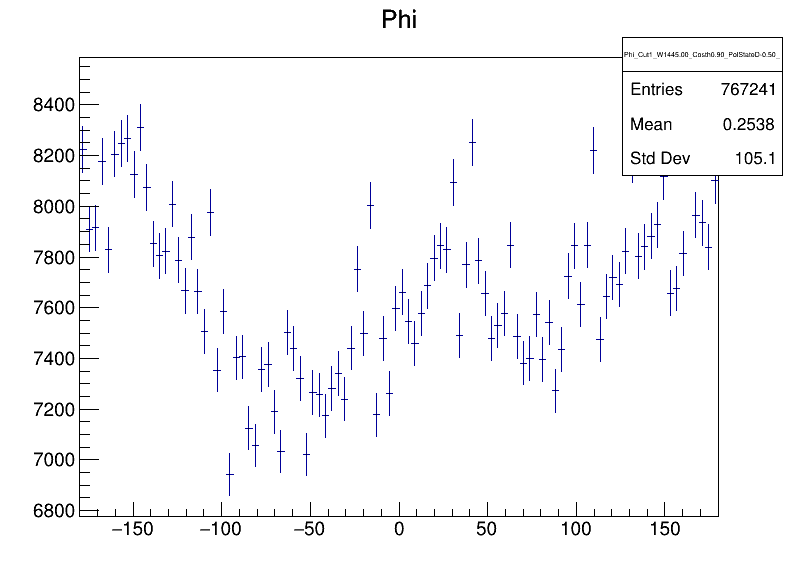 Phi
Phi_Cut1_W1445.00_Costh0.90_PolStateD-0.50_
Entries 767241
Mean 0.2538
Std Dev 105.1
8400
8200
8000
7800
7600
7400
7200
7000
6800
−150 −100 −50 0 50 100 150